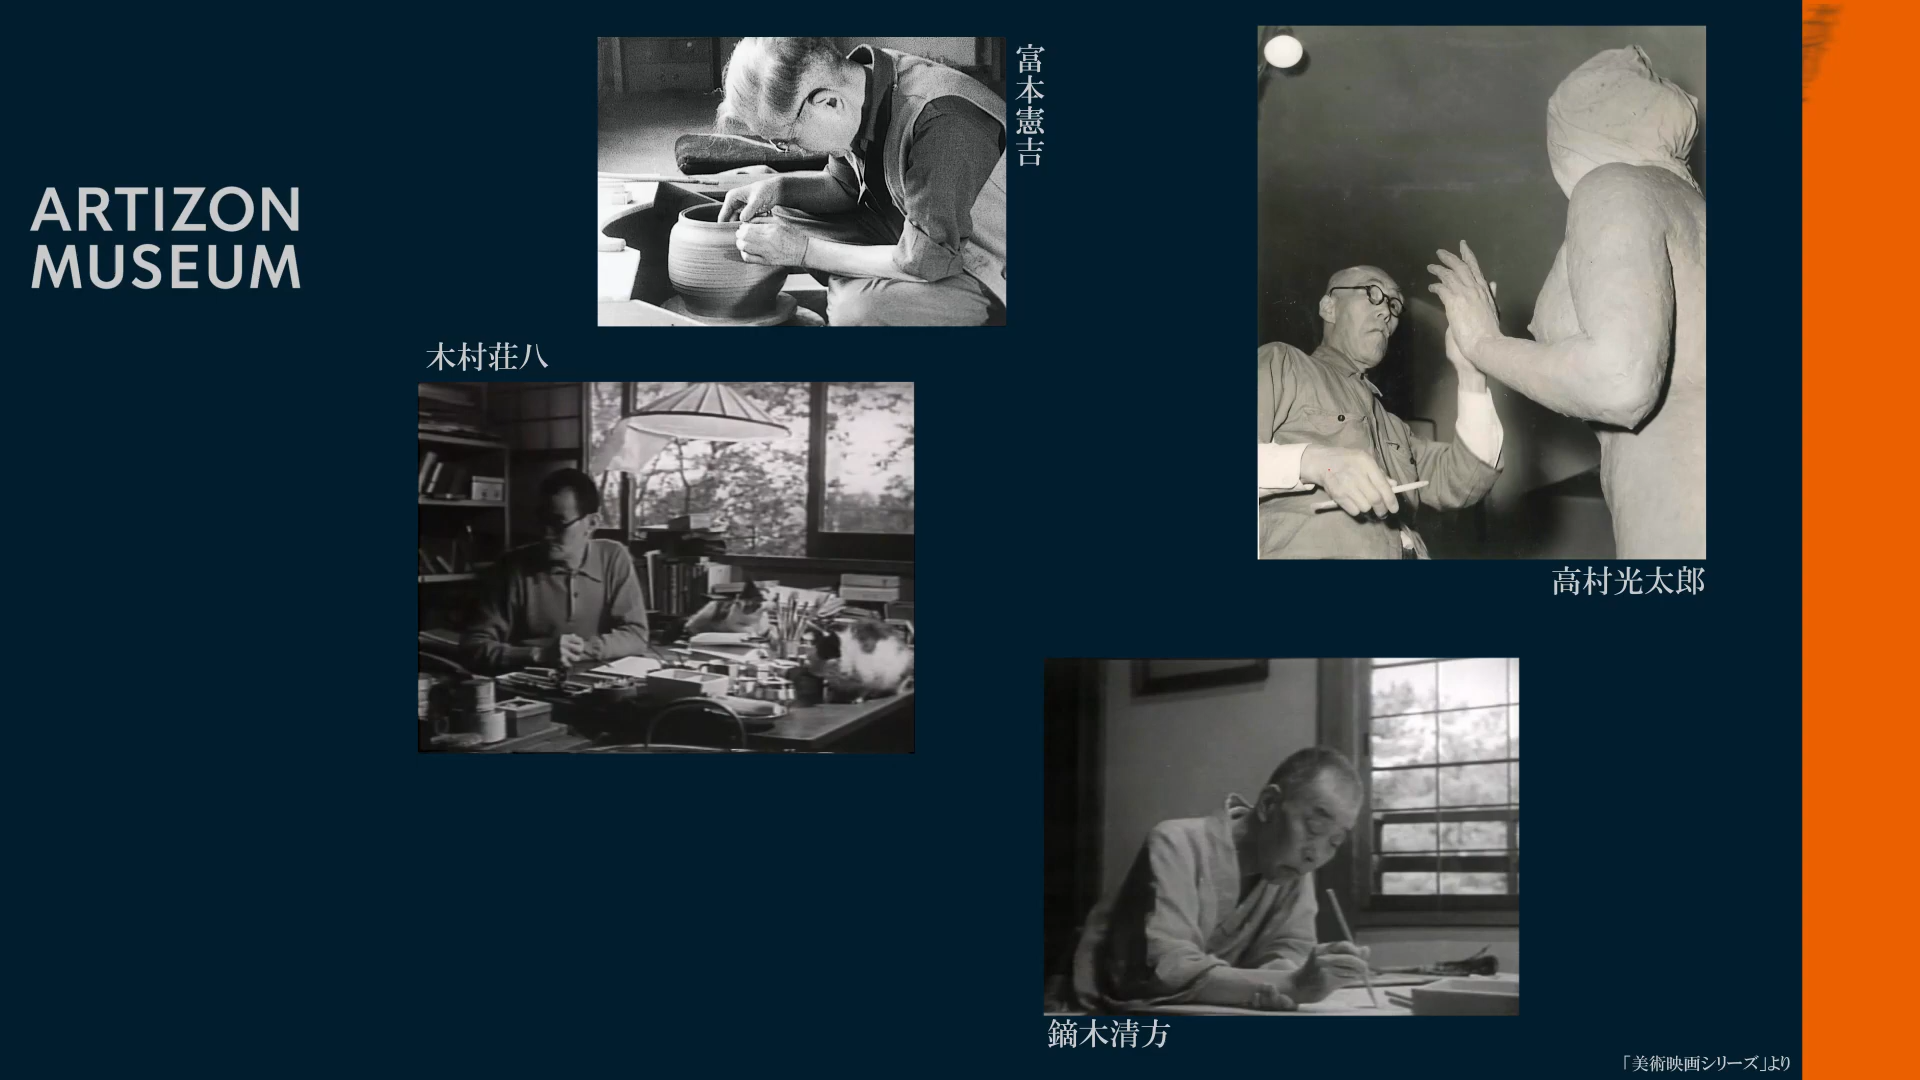 ARTIZON
MUSEUM
富本憲吉
木村荘八
高村光太郎
鏑木清方
「美術映画シリーズ」より